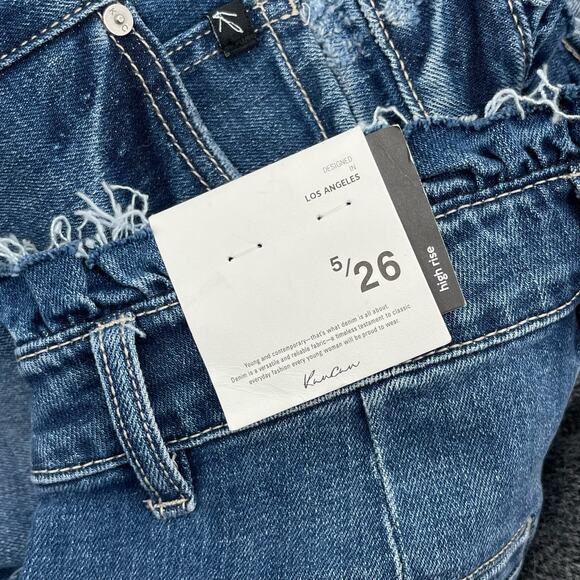 K
DESIGNED
IN
LOS ANGELES
5/26
high rise
Young and contemporary—that's what denim is all about.
Denim is a versatile and reliable fabric—a timeless testament to classic
everyday fashion every young woman will be proud to wear.
KanCan